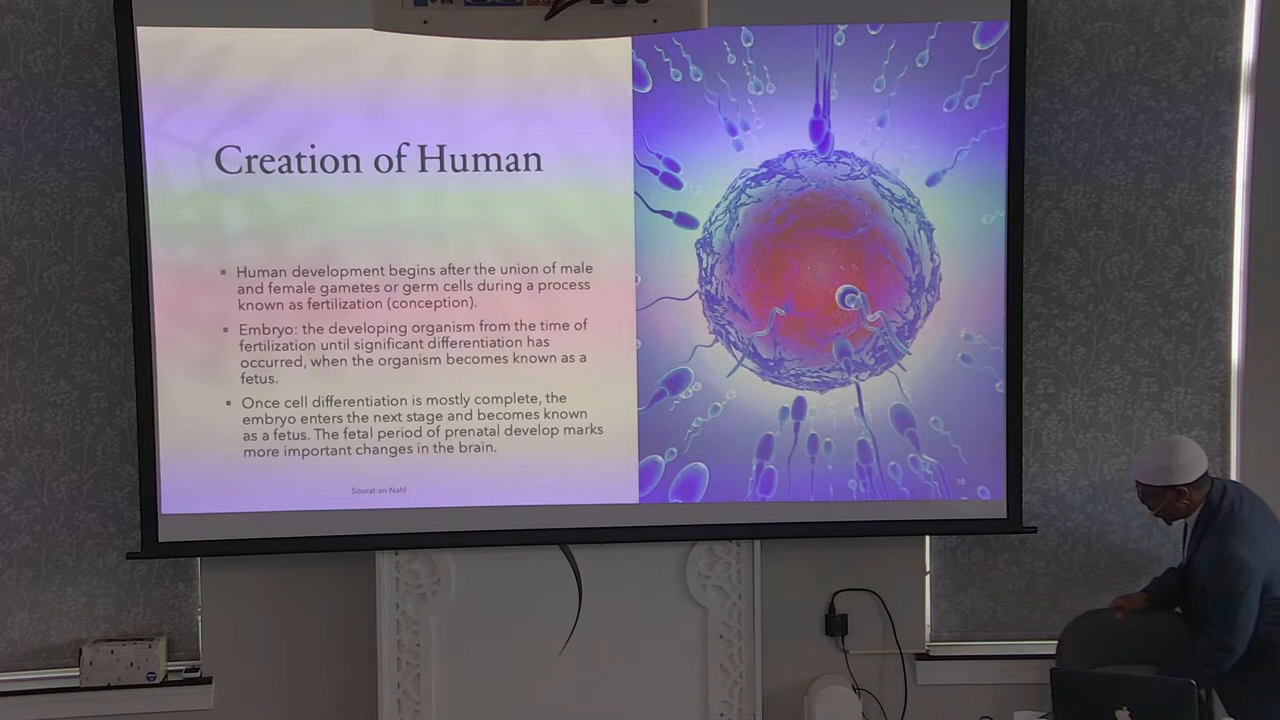 Creation of Human
▪ Human development begins after the union of male
and female gametes or germ cells during a process
known as fertilization (conception).
▪ Embryo: the developing organism from the time of
fertilization until significant differentiation has
occurred, when the organism becomes known as a
fetus.
▪ Once cell differentiation is mostly complete, the
embryo enters the next stage and becomes known
as a fetus. The fetal period of prenatal develop marks
more important changes in the brain.
Soorat an-Nahl
10